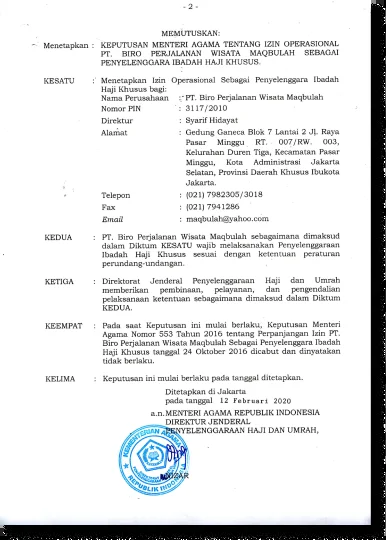 - 2 -
MEMUTUSKAN:
Menetapkan : KEPUTUSAN MENTERI AGAMA TENTANG IZIN OPERASIONAL
PT. BIRO PERJALANAN WISATA MAQBULAH SEBAGAI
PENYELENGGARA IBADAH HAJI KHUSUS.
KESATU : Menetapkan Izin Operasional Sebagai Penyelenggara Ibadah
Haji Khusus bagi:
Nama Perusahaan : PT. Biro Perjalanan Wisata Maqbulah
Nomor PIN : 3117/2010
Direktur : Syarif Hidayat
Alamat : Gedung Ganeca Blok 7 Lantai 2 Jl. Raya
Pasar Minggu RT. 007/RW. 003,
Kelurahan Duren Tiga, Kecamatan Pasar
Minggu, Kota Administrasi Jakarta
Selatan, Provinsi Daerah Khusus Ibukota
Jakarta.
Telepon : (021) 7982305/3018
Fax : (021) 7941286
Email : maqbulah@yahoo.com
KEDUA : PT. Biro Perjalanan Wisata Maqbulah sebagaimana dimaksud
dalam Diktum KESATU wajib melaksanakan Penyelenggaraan
Ibadah Haji Khusus sesuai dengan ketentuan peraturan
perundang-undangan.
KETIGA : Direktorat Jenderal Penyelenggaraan Haji dan Umrah
memberikan pembinaan, pelayanan, dan pengendalian
pelaksanaan ketentuan sebagaimana dimaksud dalam Diktum
KEDUA.
KEEMPAT : Pada saat Keputusan ini mulai berlaku, Keputusan Menteri
Agama Nomor 553 Tahun 2016 tentang Perpanjangan Izin PT.
Biro Perjalanan Wisata Maqbulah Sebagai Penyelenggara Ibadah
Haji Khusus tanggal 24 Oktober 2016 dicabut dan dinyatakan
tidak berlaku.
KELIMA : Keputusan ini mulai berlaku pada tanggal ditetapkan.
Ditetapkan di Jakarta
pada tanggal 12 Februari 2020
a.n. MENTERI AGAMA REPUBLIK INDONESIA
DIREKTUR JENDERAL
PENYELENGGARAAN HAJI DAN UMRAH,
KEMENTERIAN AGAMA
REPUBLIK INDONESIA